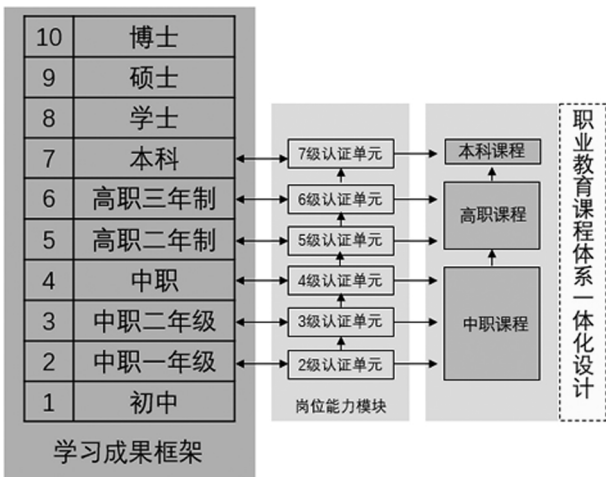 10 博士
9 硕士
8 学士
7 本科
6 高职三年制
5 高职二年制
4 中职
3 中职二年级
2 中职一年级
1 初中
学习成果框架
7级认证单元
6级认证单元
5级认证单元
4级认证单元
3级认证单元
2级认证单元
岗位能力模块
本科课程
高职课程
中职课程
职业教育课程体系一体化设计